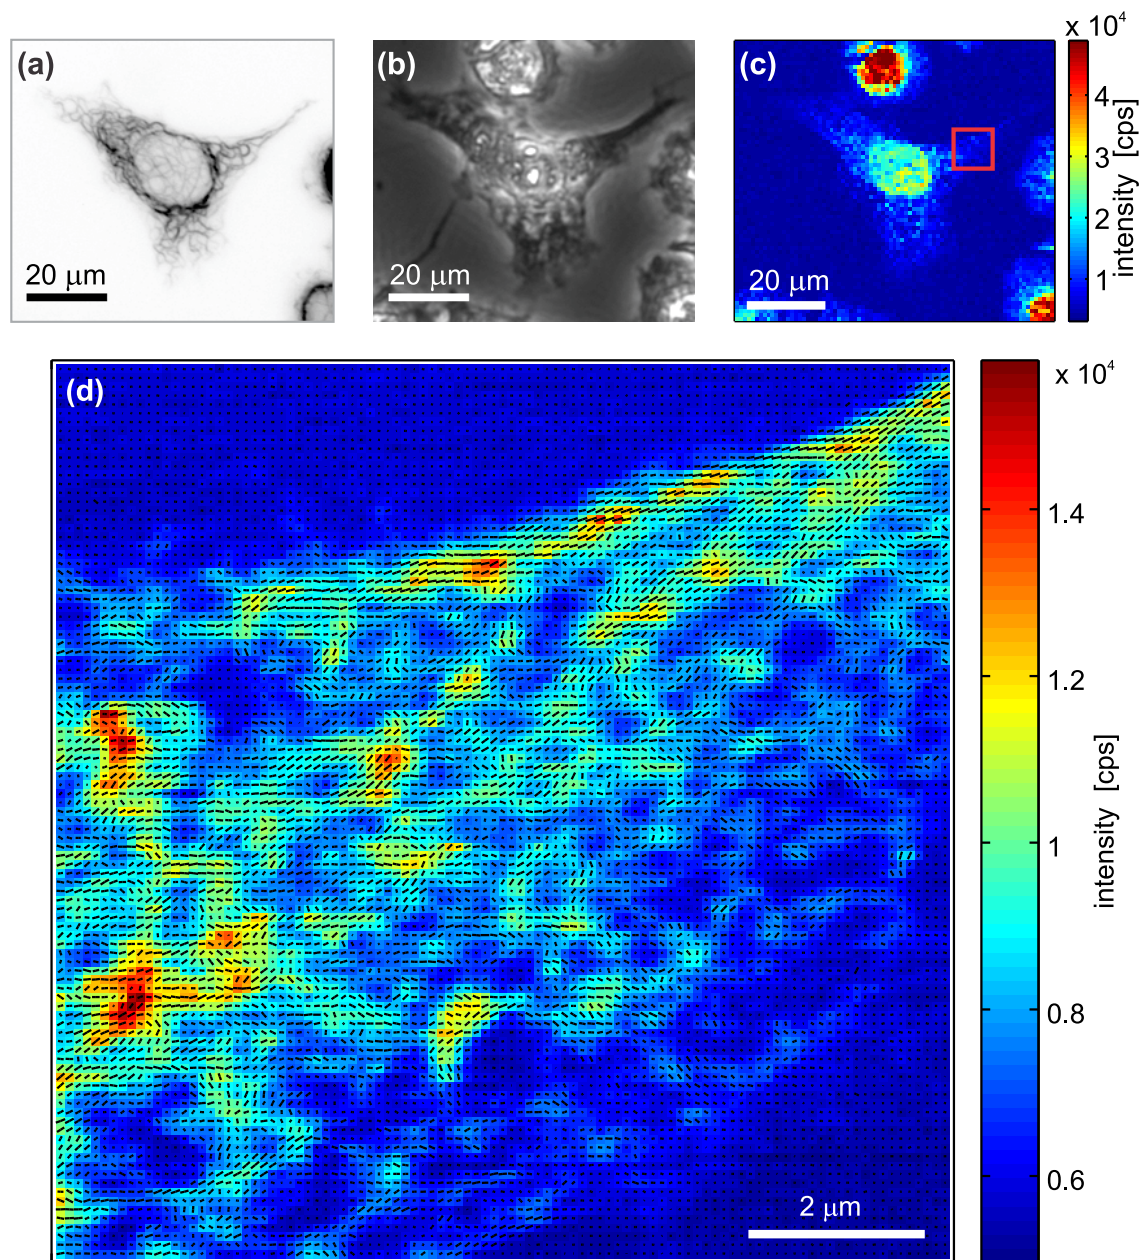 (a)
20 μm
(b)
20 μm
(c)
20 μm
x 10⁴
4
3
2
1
intensity [cps]
(d)
2 μm
x 10⁴
1.4
1.2
1
0.8
0.6
intensity [cps]